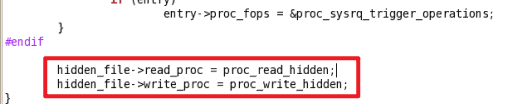 if (entry)
entry->proc_fops = &proc_sysrq_trigger_operations;
}
#endif
hidden_file->read_proc = proc_read_hidden;
hidden_file->write_proc = proc_write_hidden;
}